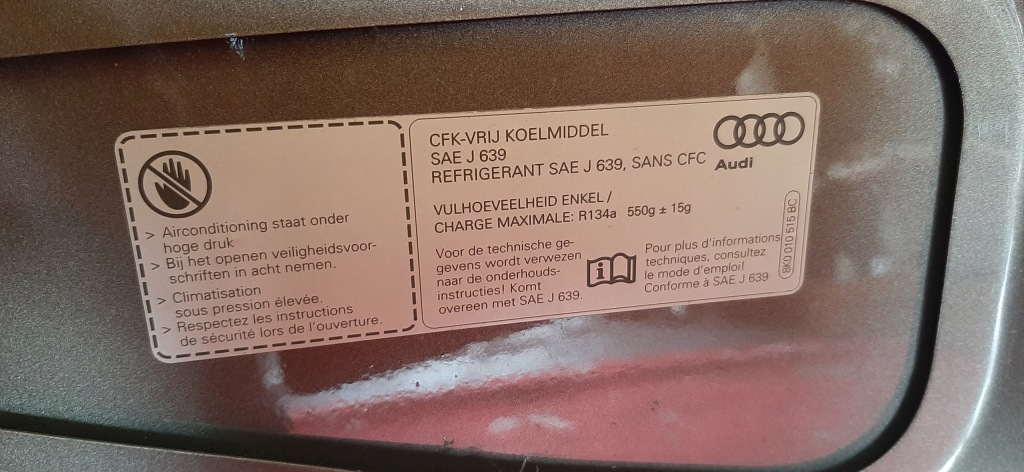 > Airconditioning staat onder
hoge druk
> Bij het openen veiligheidsvoor-
schriften in acht nemen.
> Climatisation
sous pression élevée.
> Respectez les instructions
de sécurité lors de l'ouverture.
CFK-VRIJ KOELMIDDEL
SAE J 639
REFRIGERANT SAE J 639, SANS CFC
Audi
VULHOEVEELHEID ENKEL /
CHARGE MAXIMALE: R134a 550g ± 15g
Voor de technische ge-
gevens wordt verwezen
naar de onderhouds-
instructies! Komt
overeen met SAE J 639.
Pour plus d'informations
techniques, consultez
le mode d'emploi!
Conforme à SAE J 639
8K0 010 515 BC